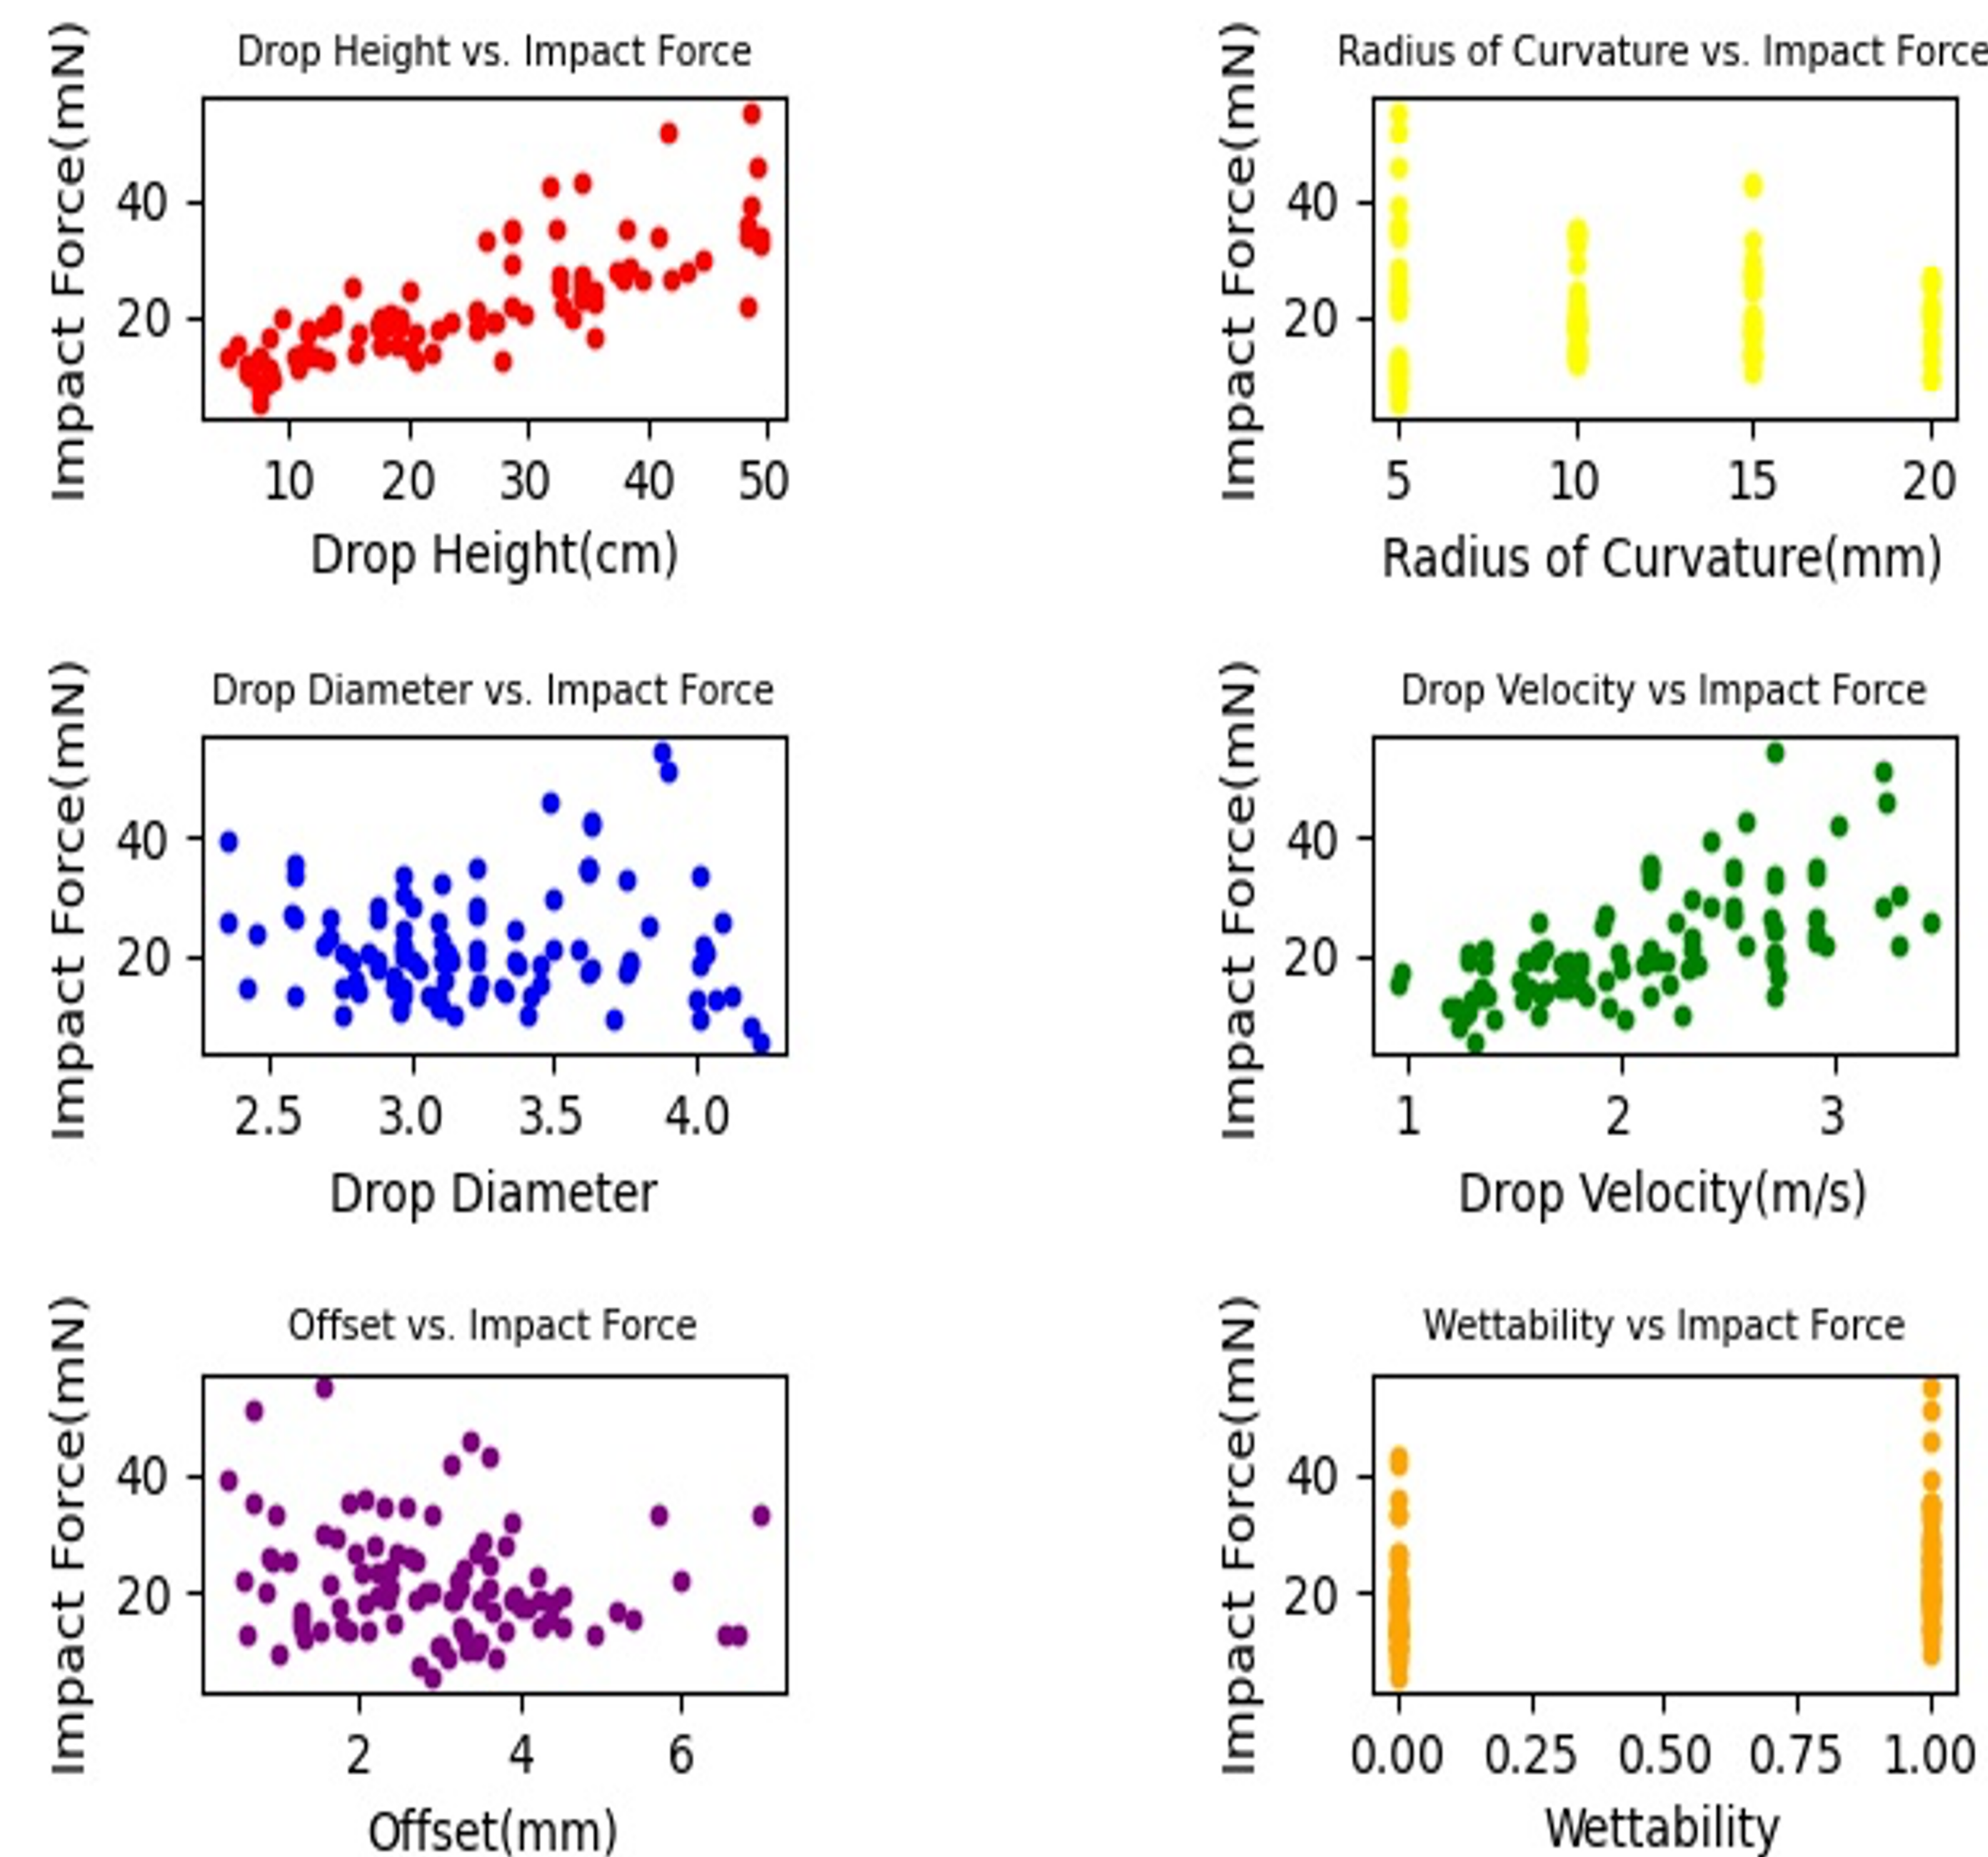 Drop Height vs. Impact Force
Impact Force(mN)
40
20
10 20 30 40 50
Drop Height(cm)
Radius of Curvature vs. Impact Force
Impact Force(mN)
40
20
5 10 15 20
Radius of Curvature(mm)
Drop Diameter vs. Impact Force
Impact Force(mN)
40
20
2.5 3.0 3.5 4.0
Drop Diameter
Drop Velocity vs Impact Force
Impact Force(mN)
40
20
1 2 3
Drop Velocity(m/s)
Offset vs. Impact Force
Impact Force(mN)
40
20
2 4 6
Offset(mm)
Wettability vs Impact Force
Impact Force(mN)
40
20
0.00 0.25 0.50 0.75 1.00
Wettability